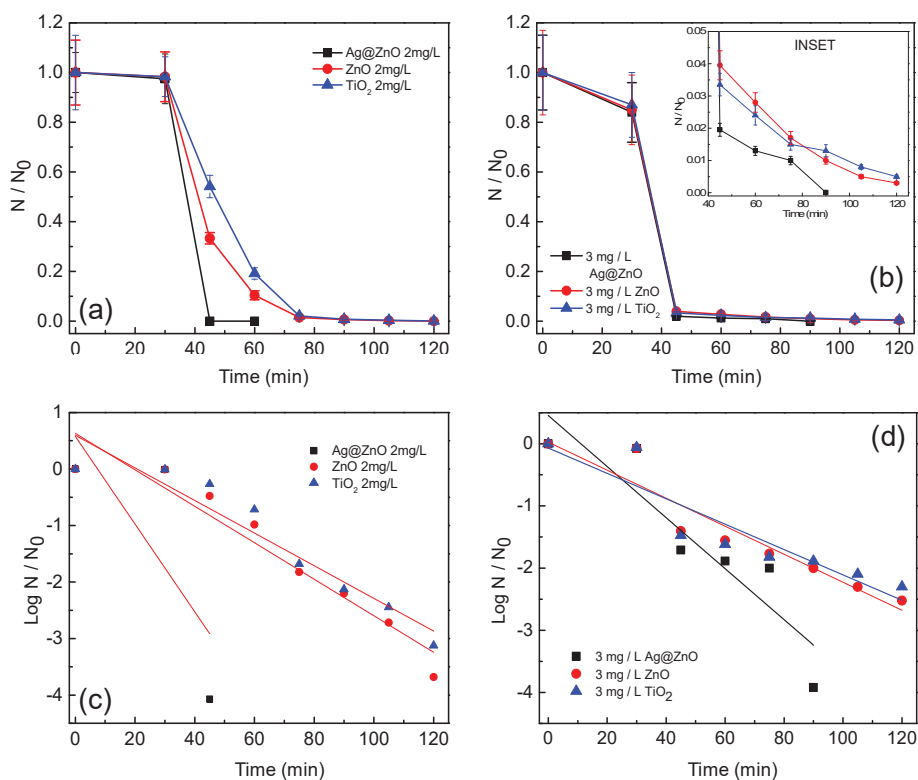 1.2
1.0
0.8
0.6
0.4
0.2
0.0
N / N0
0 20 40 60 80 100 120
Time (min)
Ag@ZnO 2mg/L
ZnO 2mg/L
TiO2 2mg/L
(a)
1.2
1.0
0.8
0.6
0.4
0.2
0.0
N / N0
0 20 40 60 80 100 120
Time (min)
3 mg / L
Ag@ZnO
3 mg / L ZnO
3 mg / L TiO2
(b)
INSET
0.05
0.04
0.03
0.02
0.01
0.00
N / N0
40 60 80 100 120
Time (min)
1
0
-1
-2
-3
-4
Log N / N0
0 20 40 60 80 100 120
Time (min)
Ag@ZnO 2mg/L
ZnO 2mg/L
TiO2 2mg/L
(c)
0
-1
-2
-3
-4
Log N / N0
0 20 40 60 80 100 120
Time (min)
3 mg / L Ag@ZnO
3 mg / L ZnO
3 mg / L TiO2
(d)